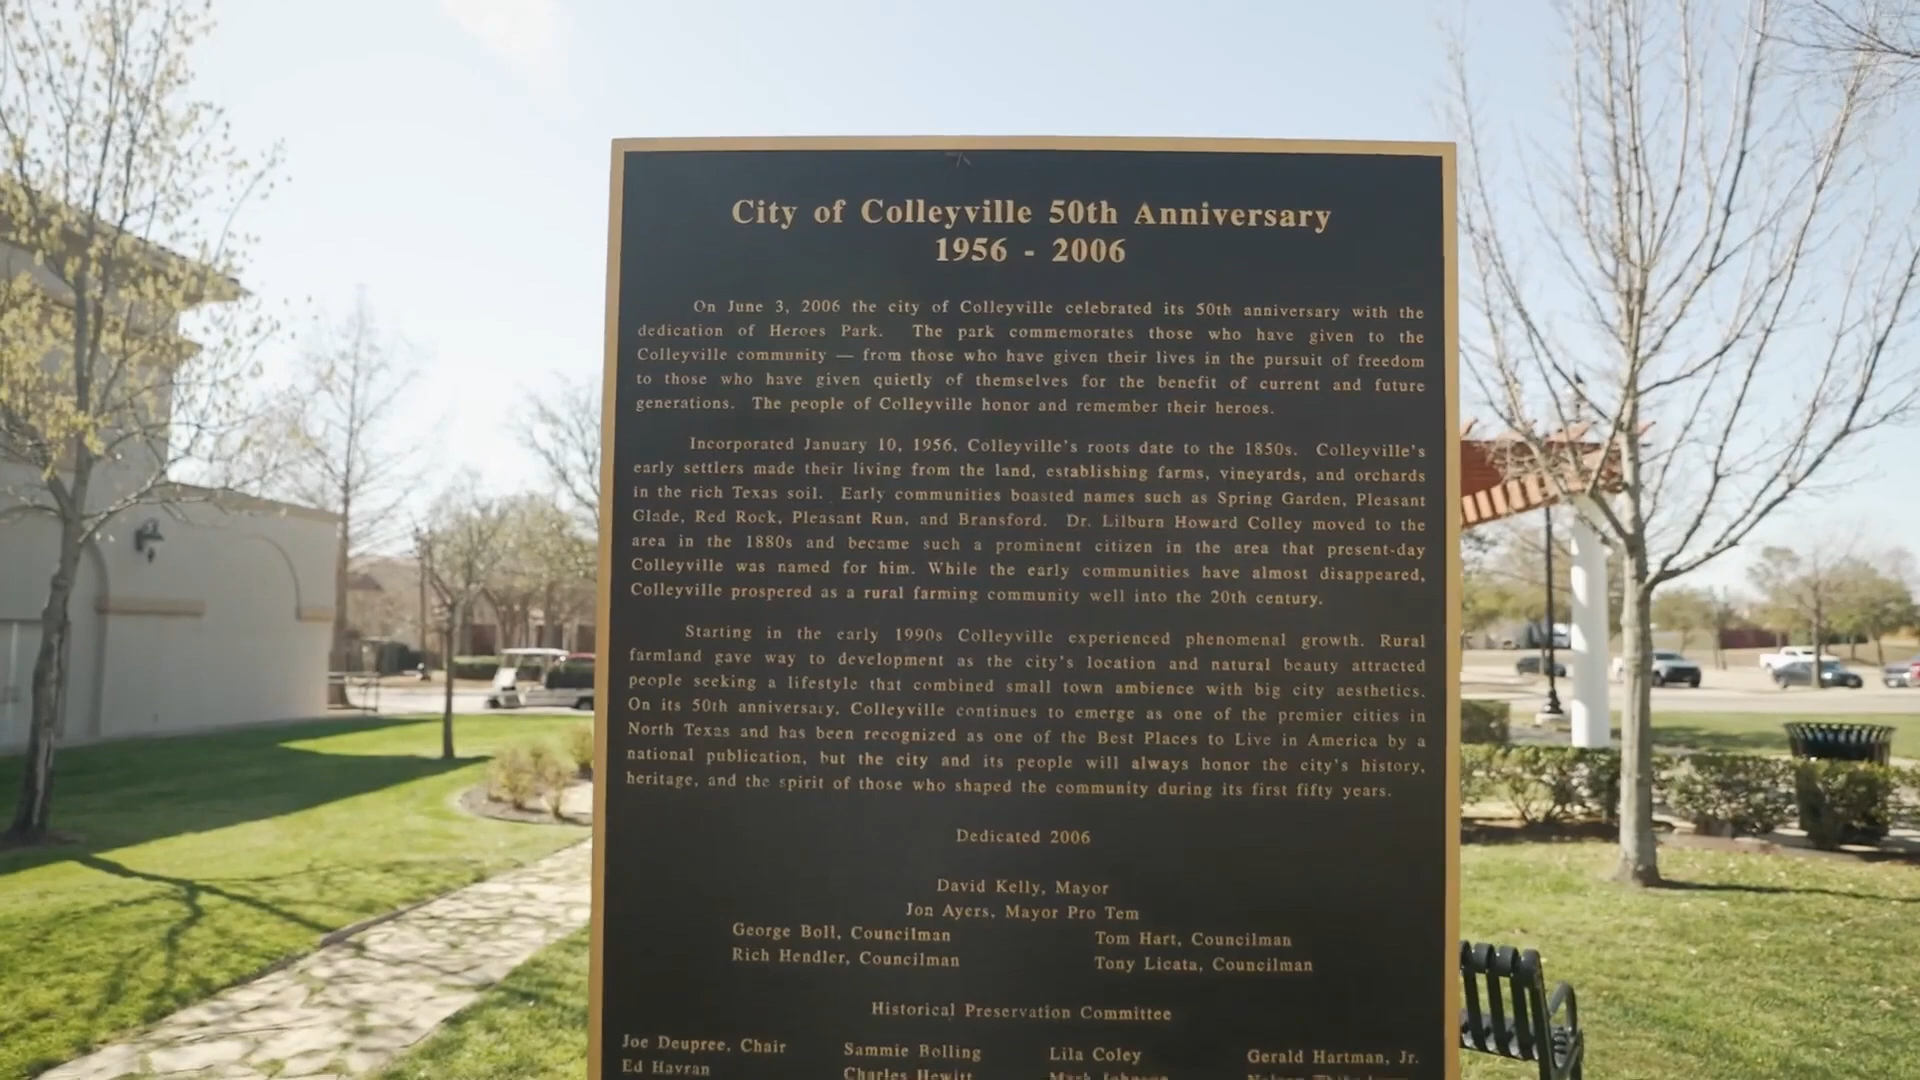 City of Colleyville 50th Anniversary
1956 - 2006
On June 3, 2006 the city of Colleyville celebrated its 50th anniversary with the
dedication of Heroes Park. The park commemorates those who have given to the
Colleyville community — from those who have given their lives in the pursuit of freedom
to those who have given quietly of themselves for the benefit of current and future
generations. The people of Colleyville honor and remember their heroes.
Incorporated January 10, 1956, Colleyville's roots date to the 1850s. Colleyville's
early settlers made their living from the land, establishing farms, vineyards, and orchards
in the rich Texas soil. Early communities boasted names such as Spring Garden, Pleasant
Glade, Red Rock, Pleasant Run, and Bransford. Dr. Lilburn Howard Colley moved to the
area in the 1880s and became such a prominent citizen in the area that present-day
Colleyville was named for him. While the early communities have almost disappeared,
Colleyville prospered as a rural farming community well into the 20th century.
Starting in the early 1990s Colleyville experienced phenomenal growth. Rural
farmland gave way to development as the city's location and natural beauty attracted
people seeking a lifestyle that combined small town ambience with big city aesthetics.
On its 50th anniversary, Colleyville continues to emerge as one of the premier cities in
North Texas and has been recognized as one of the Best Places to Live in America by a
national publication, but the city and its people will always honor the city's history,
heritage, and the spirit of those who shaped the community during its first fifty years.
Dedicated 2006
David Kelly, Mayor
Jon Ayers, Mayor Pro Tem
George Boll, Councilman Tom Hart, Councilman
Rich Hendler, Councilman Tony Licata, Councilman
Historical Preservation Committee
Joe Deupree, Chair Sammie Bolling Lila Coley Gerald Hartman, Jr.
Ed Havran Charles Hewitt Mark Johnson